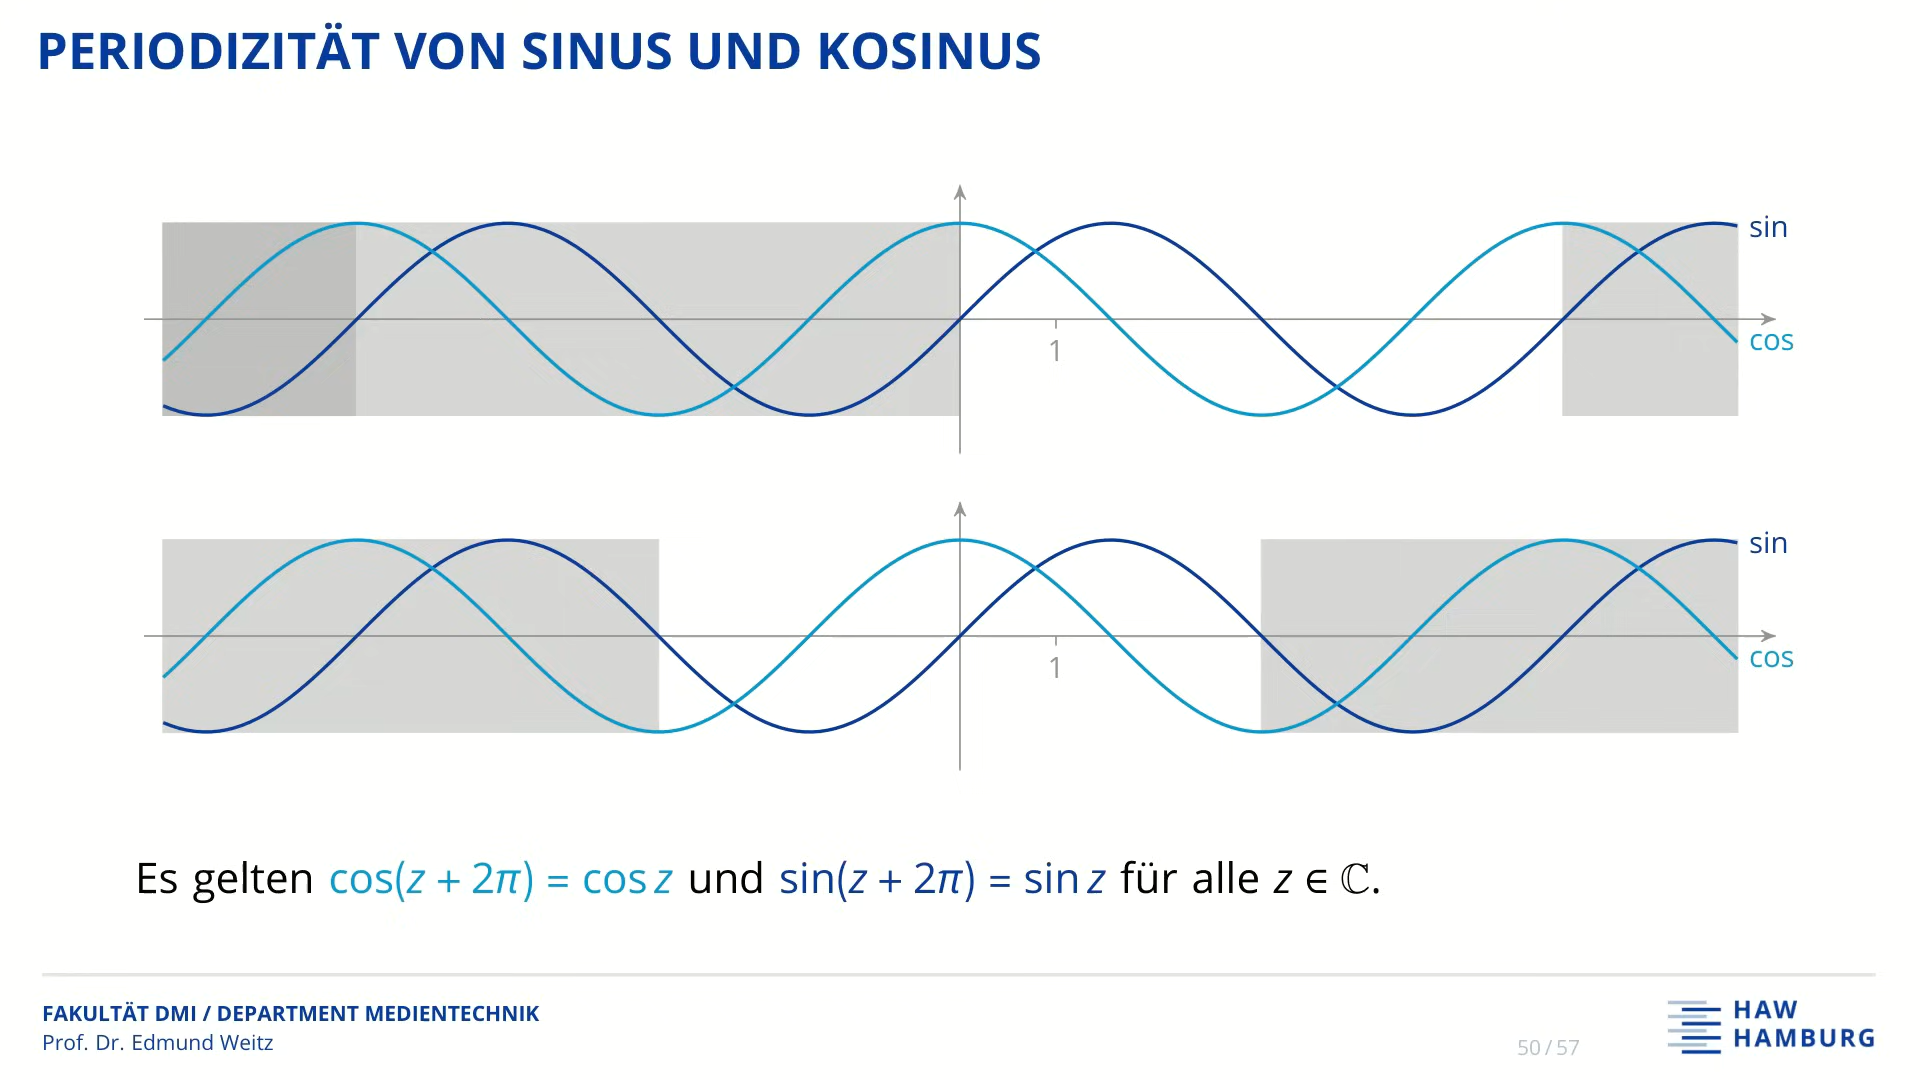 PERIODIZITÄT VON SINUS UND KOSINUS
sin
1
cos
sin
1
cos
Es gelten cos(z + 2π) = cos z und sin(z + 2π) = sin z für alle z ∈ ℂ.
FAKULTÄT DMI / DEPARTMENT MEDIENTECHNIK
Prof. Dr. Edmund Weitz
50 / 57
HAW
HAMBURG